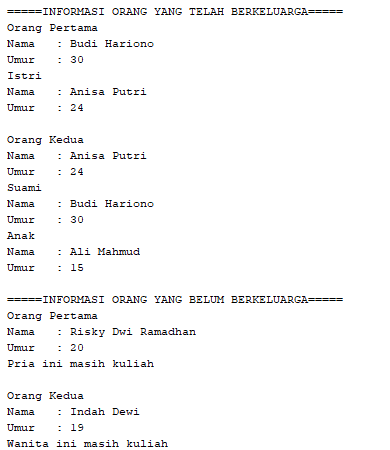 =====INFORMASI ORANG YANG TELAH BERKELUARGA=====
Orang Pertama
Nama   : Budi Hariono
Umur   : 30
Istri
Nama   : Anisa Putri
Umur   : 24

Orang Kedua
Nama   : Anisa Putri
Umur   : 24
Suami
Nama   : Budi Hariono
Umur   : 30
Anak
Nama   : Ali Mahmud
Umur   : 15

=====INFORMASI ORANG YANG BELUM BERKELUARGA=====
Orang Pertama
Nama   : Risky Dwi Ramadhan
Umur   : 20
Pria ini masih kuliah

Orang Kedua
Nama   : Indah Dewi
Umur   : 19
Wanita ini masih kuliah